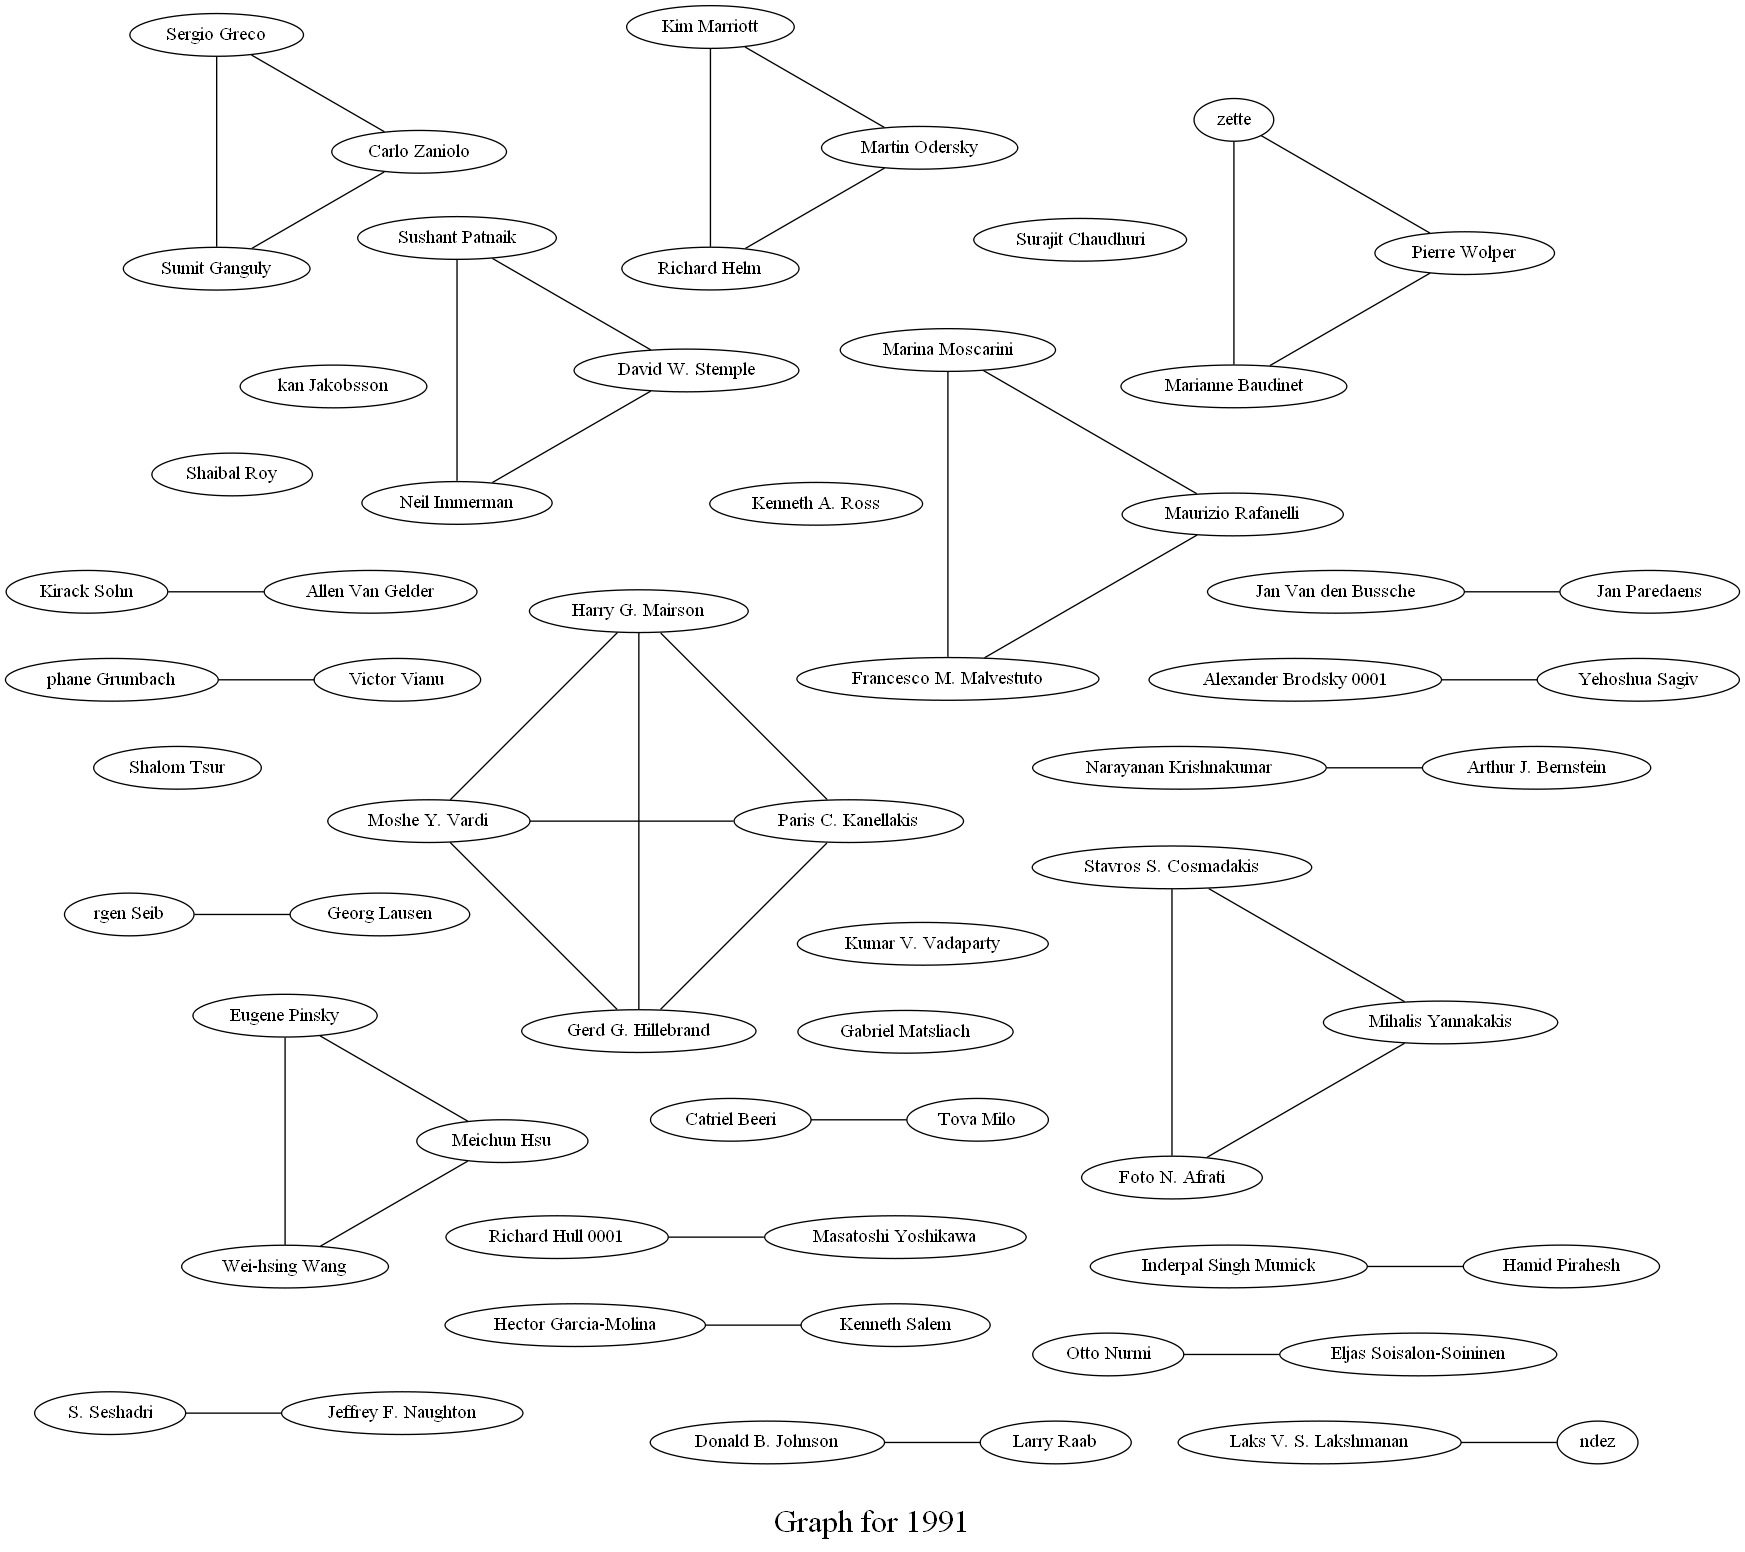 Kim Marriott
Sergio Greco
zette
Martin Odersky
Carlo Zaniolo
Sushant Patnaik
Surajit Chaudhuri
Pierre Wolper
Sumit Ganguly
Richard Helm
Marina Moscarini
David W. Stemple
kan Jakobsson
Marianne Baudinet
Shaibal Roy
Neil Immerman
Kenneth A. Ross
Maurizio Rafanelli
Kirack Sohn
Allen Van Gelder
Harry G. Mairson
Jan Van den Bussche
Jan Paredaens
phane Grumbach
Victor Vianu
Francesco M. Malvestuto
Alexander Brodsky 0001
Yehoshua Sagiv
Shalom Tsur
Narayanan Krishnakumar
Arthur J. Bernstein
Moshe Y. Vardi
Paris C. Kanellakis
Stavros S. Cosmadakis
rgen Seib
Georg Lausen
Kumar V. Vadaparty
Eugene Pinsky
Gerd G. Hillebrand
Gabriel Matsliach
Mihalis Yannakakis
Catriel Beeri
Tova Milo
Meichun Hsu
Foto N. Afrati
Richard Hull 0001
Masatoshi Yoshikawa
Wei-hsing Wang
Inderpal Singh Mumick
Hamid Pirahesh
Hector Garcia-Molina
Kenneth Salem
Otto Nurmi
Eljas Soisalon-Soininen
S. Seshadri
Jeffrey F. Naughton
Donald B. Johnson
Larry Raab
Laks V. S. Lakshmanan
ndez
Graph for 1991